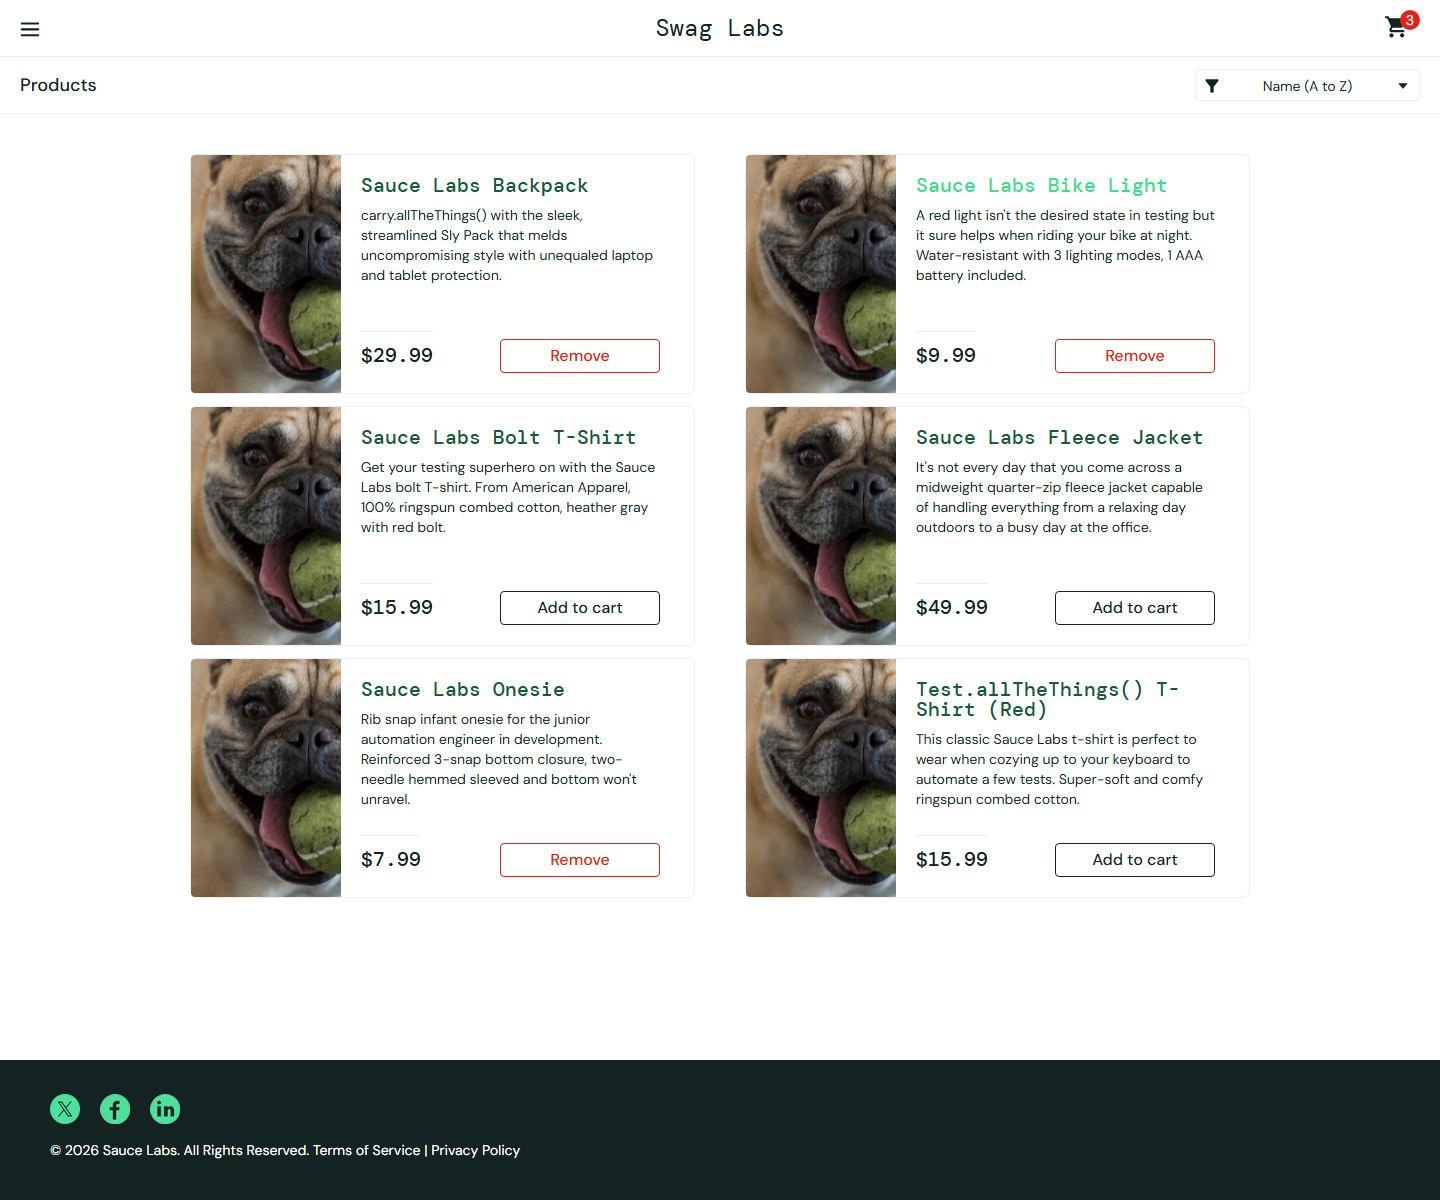 Swag Labs
3
Products
Name (A to Z)
Sauce Labs Backpack
carry.allTheThings() with the sleek,
streamlined Sly Pack that melds
uncompromising style with unequaled laptop
and tablet protection.
$29.99
Remove
Sauce Labs Bike Light
A red light isn't the desired state in testing but
it sure helps when riding your bike at night.
Water-resistant with 3 lighting modes, 1 AAA
battery included.
$9.99
Remove
Sauce Labs Bolt T-Shirt
Get your testing superhero on with the Sauce
Labs bolt T-shirt. From American Apparel,
100% ringspun combed cotton, heather gray
with red bolt.
$15.99
Add to cart
Sauce Labs Fleece Jacket
It's not every day that you come across a
midweight quarter-zip fleece jacket capable
of handling everything from a relaxing day
outdoors to a busy day at the office.
$49.99
Add to cart
Sauce Labs Onesie
Rib snap infant onesie for the junior
automation engineer in development.
Reinforced 3-snap bottom closure, two-
needle hemmed sleeved and bottom won't
unravel.
$7.99
Remove
Test.allTheThings() T-
Shirt (Red)
This classic Sauce Labs t-shirt is perfect to
wear when cozying up to your keyboard to
automate a few tests. Super-soft and comfy
ringspun combed cotton.
$15.99
Add to cart
© 2026 Sauce Labs. All Rights Reserved. Terms of Service | Privacy Policy